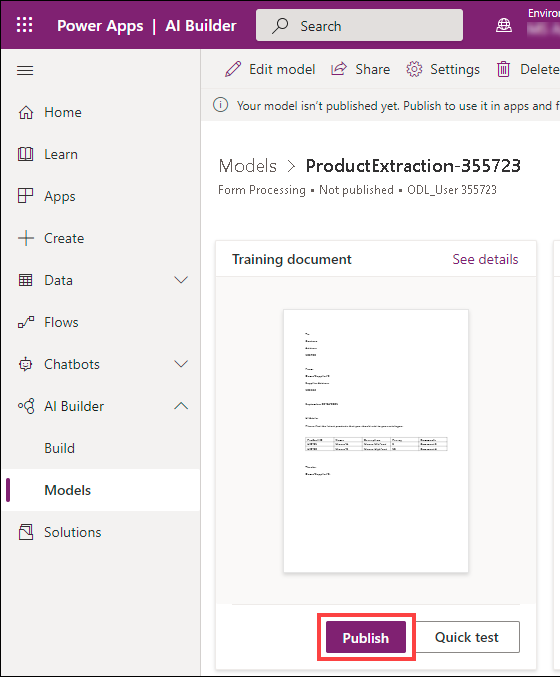 Power Apps | AI Builder
Search
Environ
Edit model
Share
Settings
Delete
Your model isn't published yet. Publish to use it in apps and f
Home
Learn
Apps
Create
Data
Flows
Chatbots
AI Builder
Build
Models
Solutions
Models > ProductExtraction-355723
Form Processing • Not published • ODL_User 355723
Training document
See details
Publish
Quick test